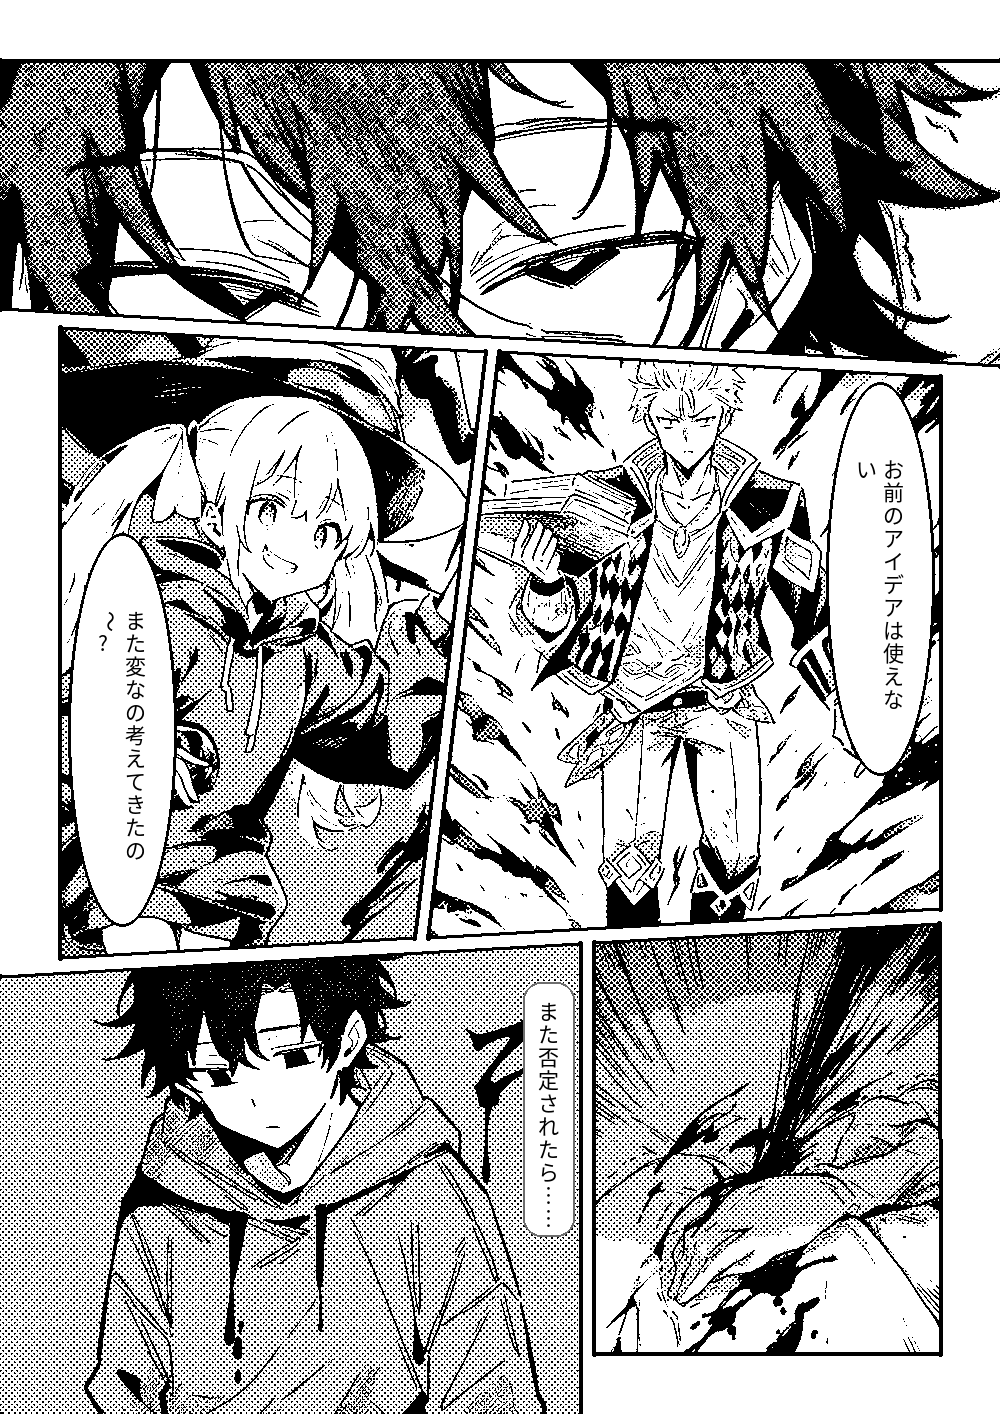 お前のアイデアは使えな
い
また変なの考えてきたの
～?
また否定されたら……